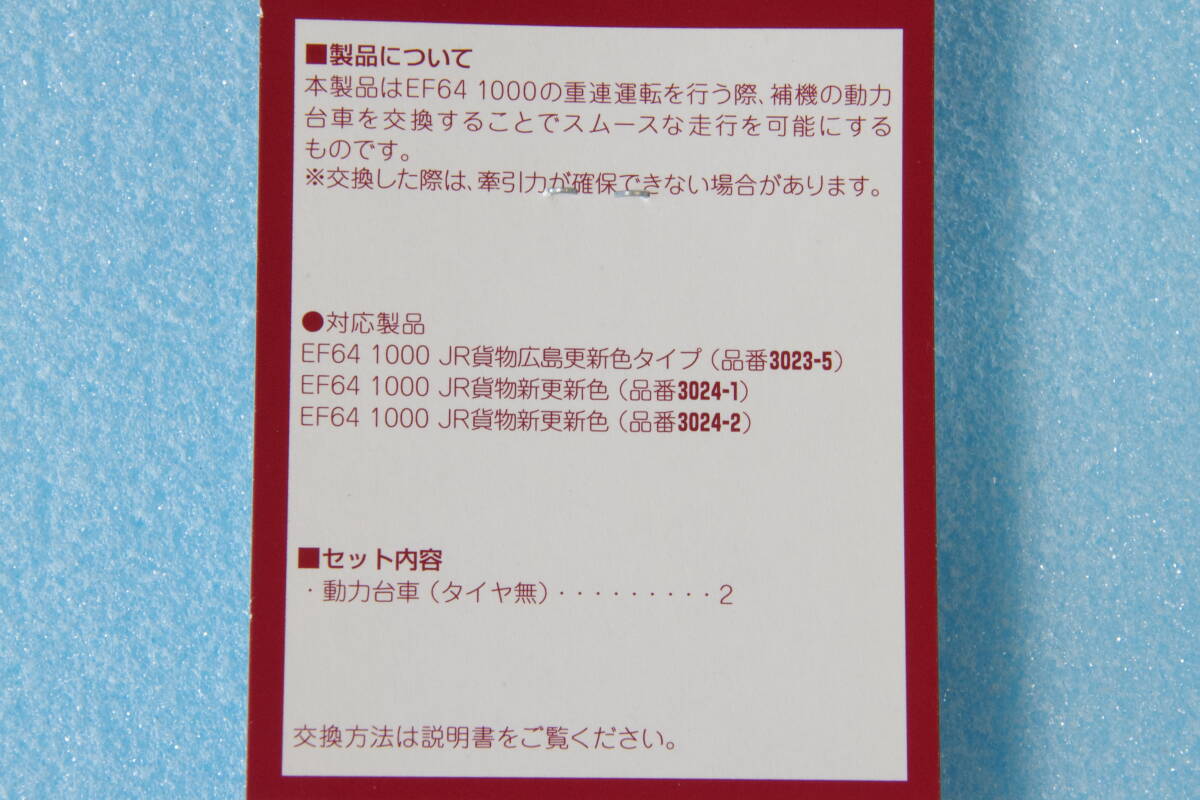 ■製品について
本製品はEF64 1000の重連運転を行う際、補機の動力
台車を交換することでスムースな走行を可能にする
ものです。
※交換した際は、牽引力が確保できない場合があります。
●対応製品
EF64 1000 JR貨物広島更新色タイプ（品番3023-5）
EF64 1000 JR貨物新更新色（品番3024-1）
EF64 1000 JR貨物新更新色（品番3024-2）
■セット内容
・動力台車（タイヤ無）・・・・・・・・・2
交換方法は説明書をご覧ください。